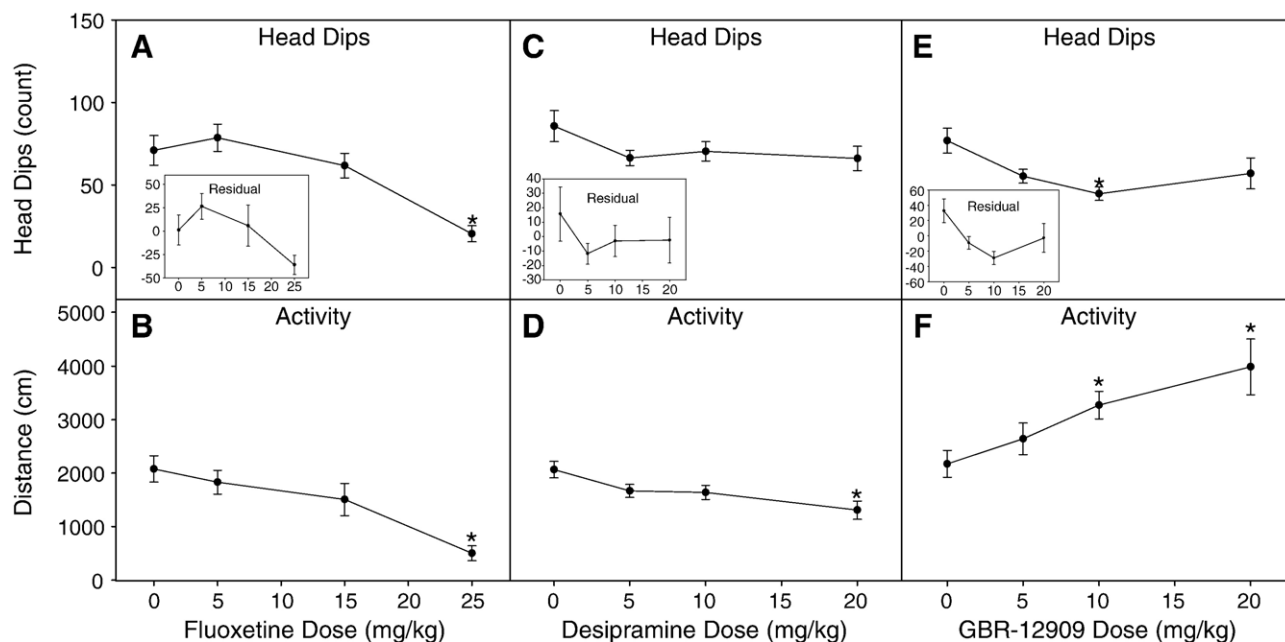 A Head Dips
C Head Dips
E Head Dips
Head Dips (count)
150
100
50
0
*
*
Residual
50
25
0
-25
-50
0 5 10 15 20 25
Residual
40
30
20
10
0
-10
-20
-30
0 5 10 15 20
Residual
60
40
20
0
-20
-40
-60
0 5 10 15 20
B Activity
D Activity
F Activity
Distance (cm)
5000
4000
3000
2000
1000
0
*
*
*
*
0 5 10 15 20 25
0 5 10 15 20
0 5 10 15 20
Fluoxetine Dose (mg/kg)
Desipramine Dose (mg/kg)
GBR-12909 Dose (mg/kg)